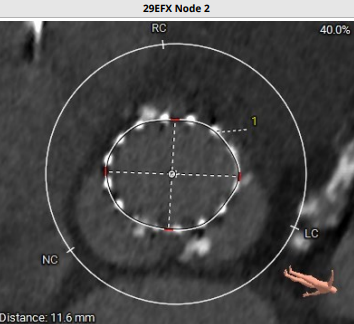 29EFX Node 2
RC
40.0%
1
LC
NC
Distance: 11.6 mm